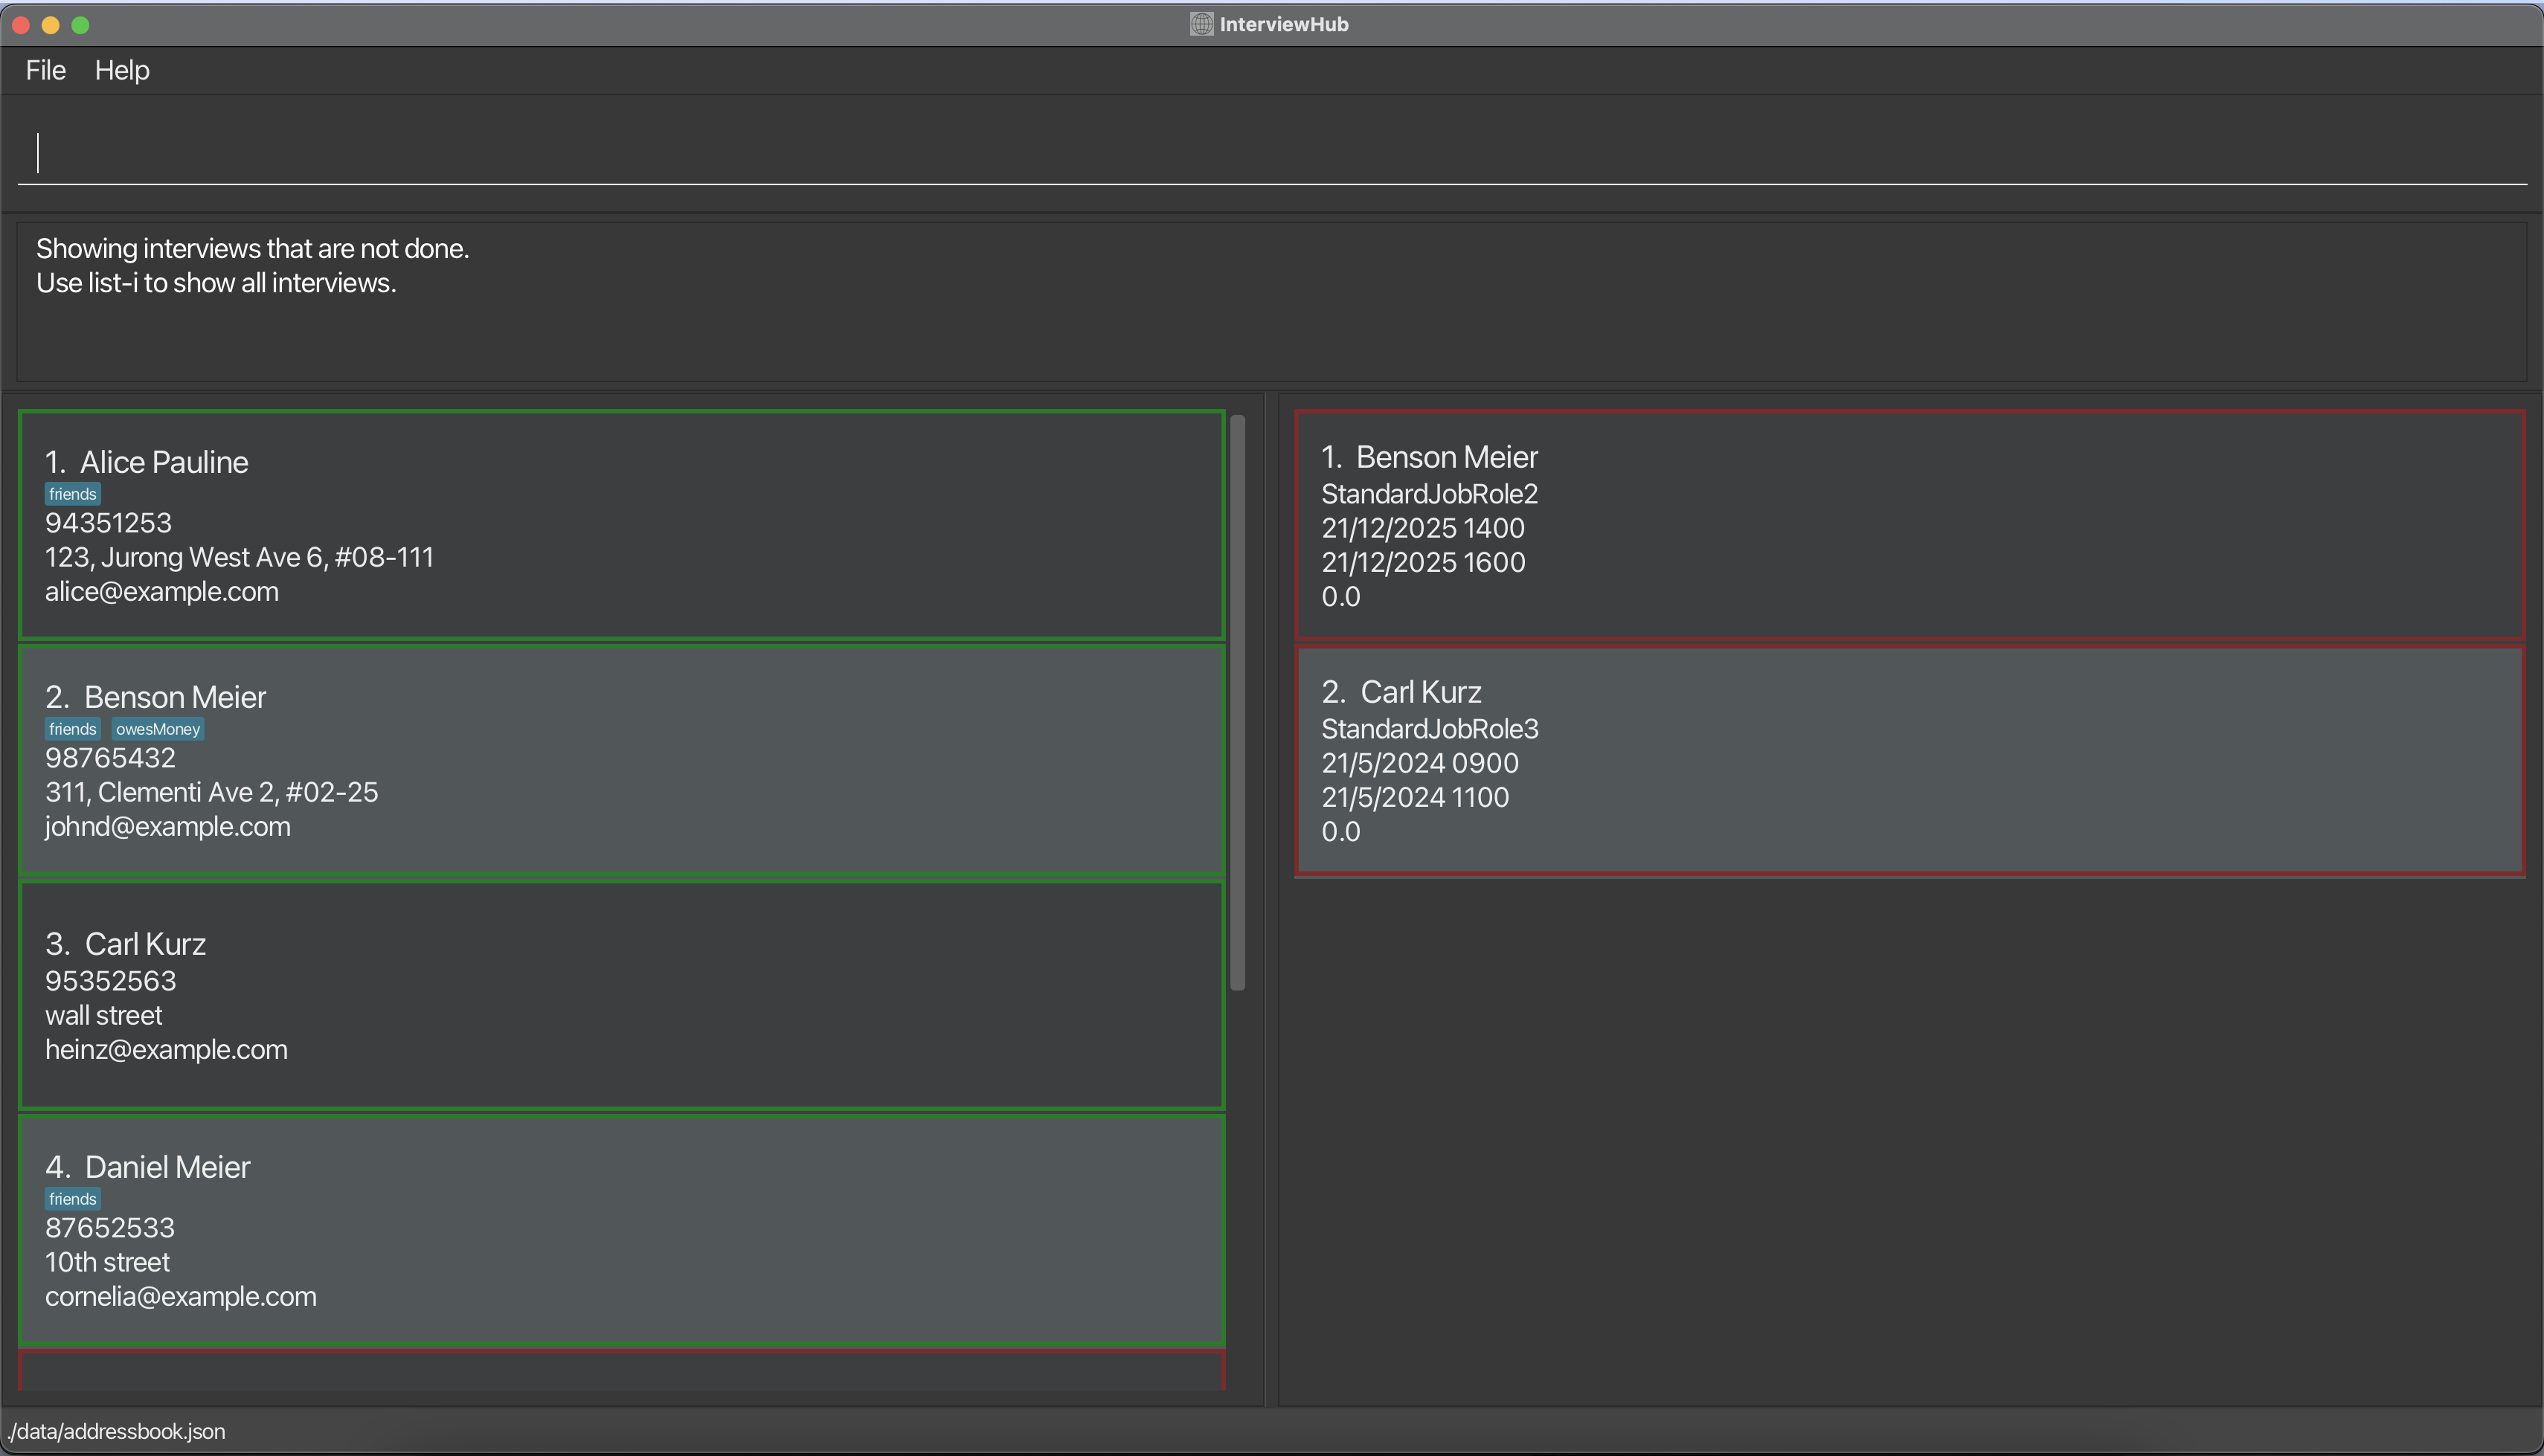 InterviewHub
File Help
Showing interviews that are not done.
Use list-i to show all interviews.
1. Alice Pauline
friends
94351253
123, Jurong West Ave 6, #08-111
alice@example.com
2. Benson Meier
friends owesMoney
98765432
311, Clementi Ave 2, #02-25
johnd@example.com
3. Carl Kurz
95352563
wall street
heinz@example.com
4. Daniel Meier
friends
87652533
10th street
cornelia@example.com
1. Benson Meier
StandardJobRole2
21/12/2025 1400
21/12/2025 1600
0.0
2. Carl Kurz
StandardJobRole3
21/5/2024 0900
21/5/2024 1100
0.0
./data/addressbook.json